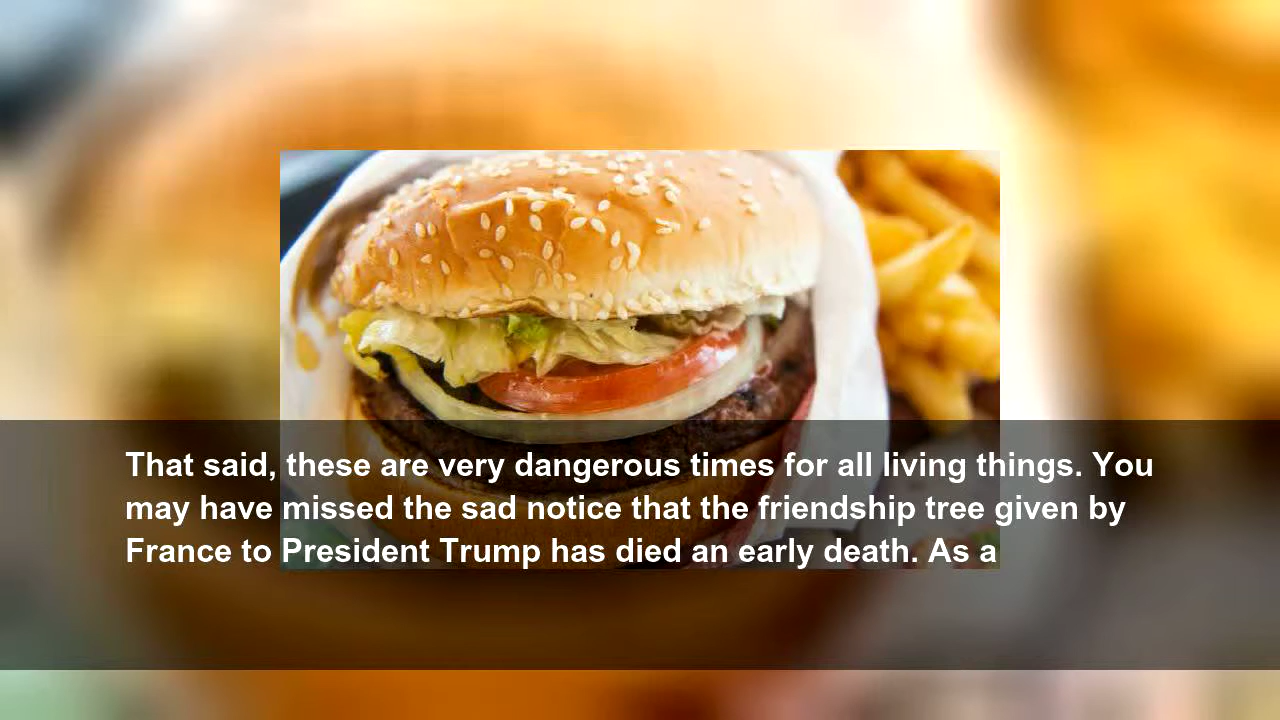 That said, these are very dangerous times for all living things. You
may have missed the sad notice that the friendship tree given by
France to President Trump has died an early death. As a